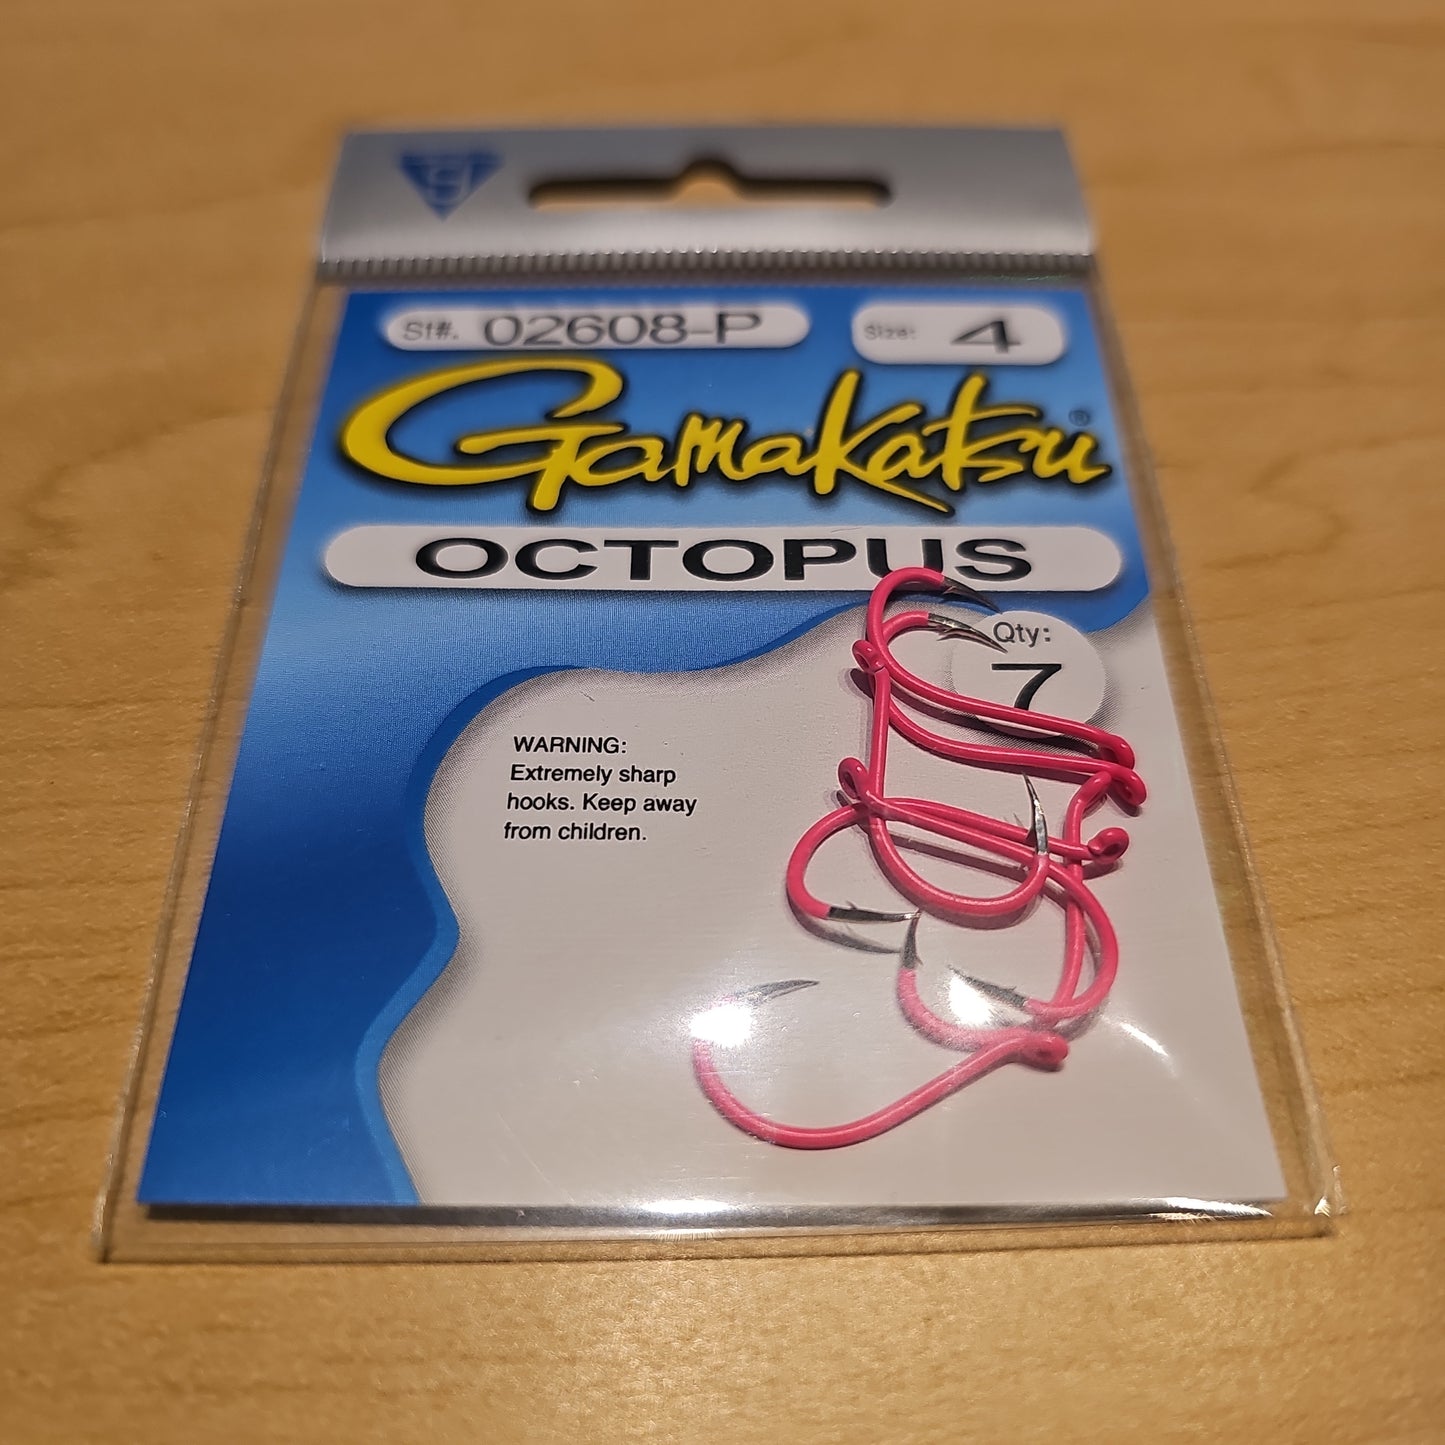 St#. 02608-P Size: 4
Gamakatsu®
OCTOPUS
Qty:
7
WARNING:
Extremely sharp
hooks. Keep away
from children.